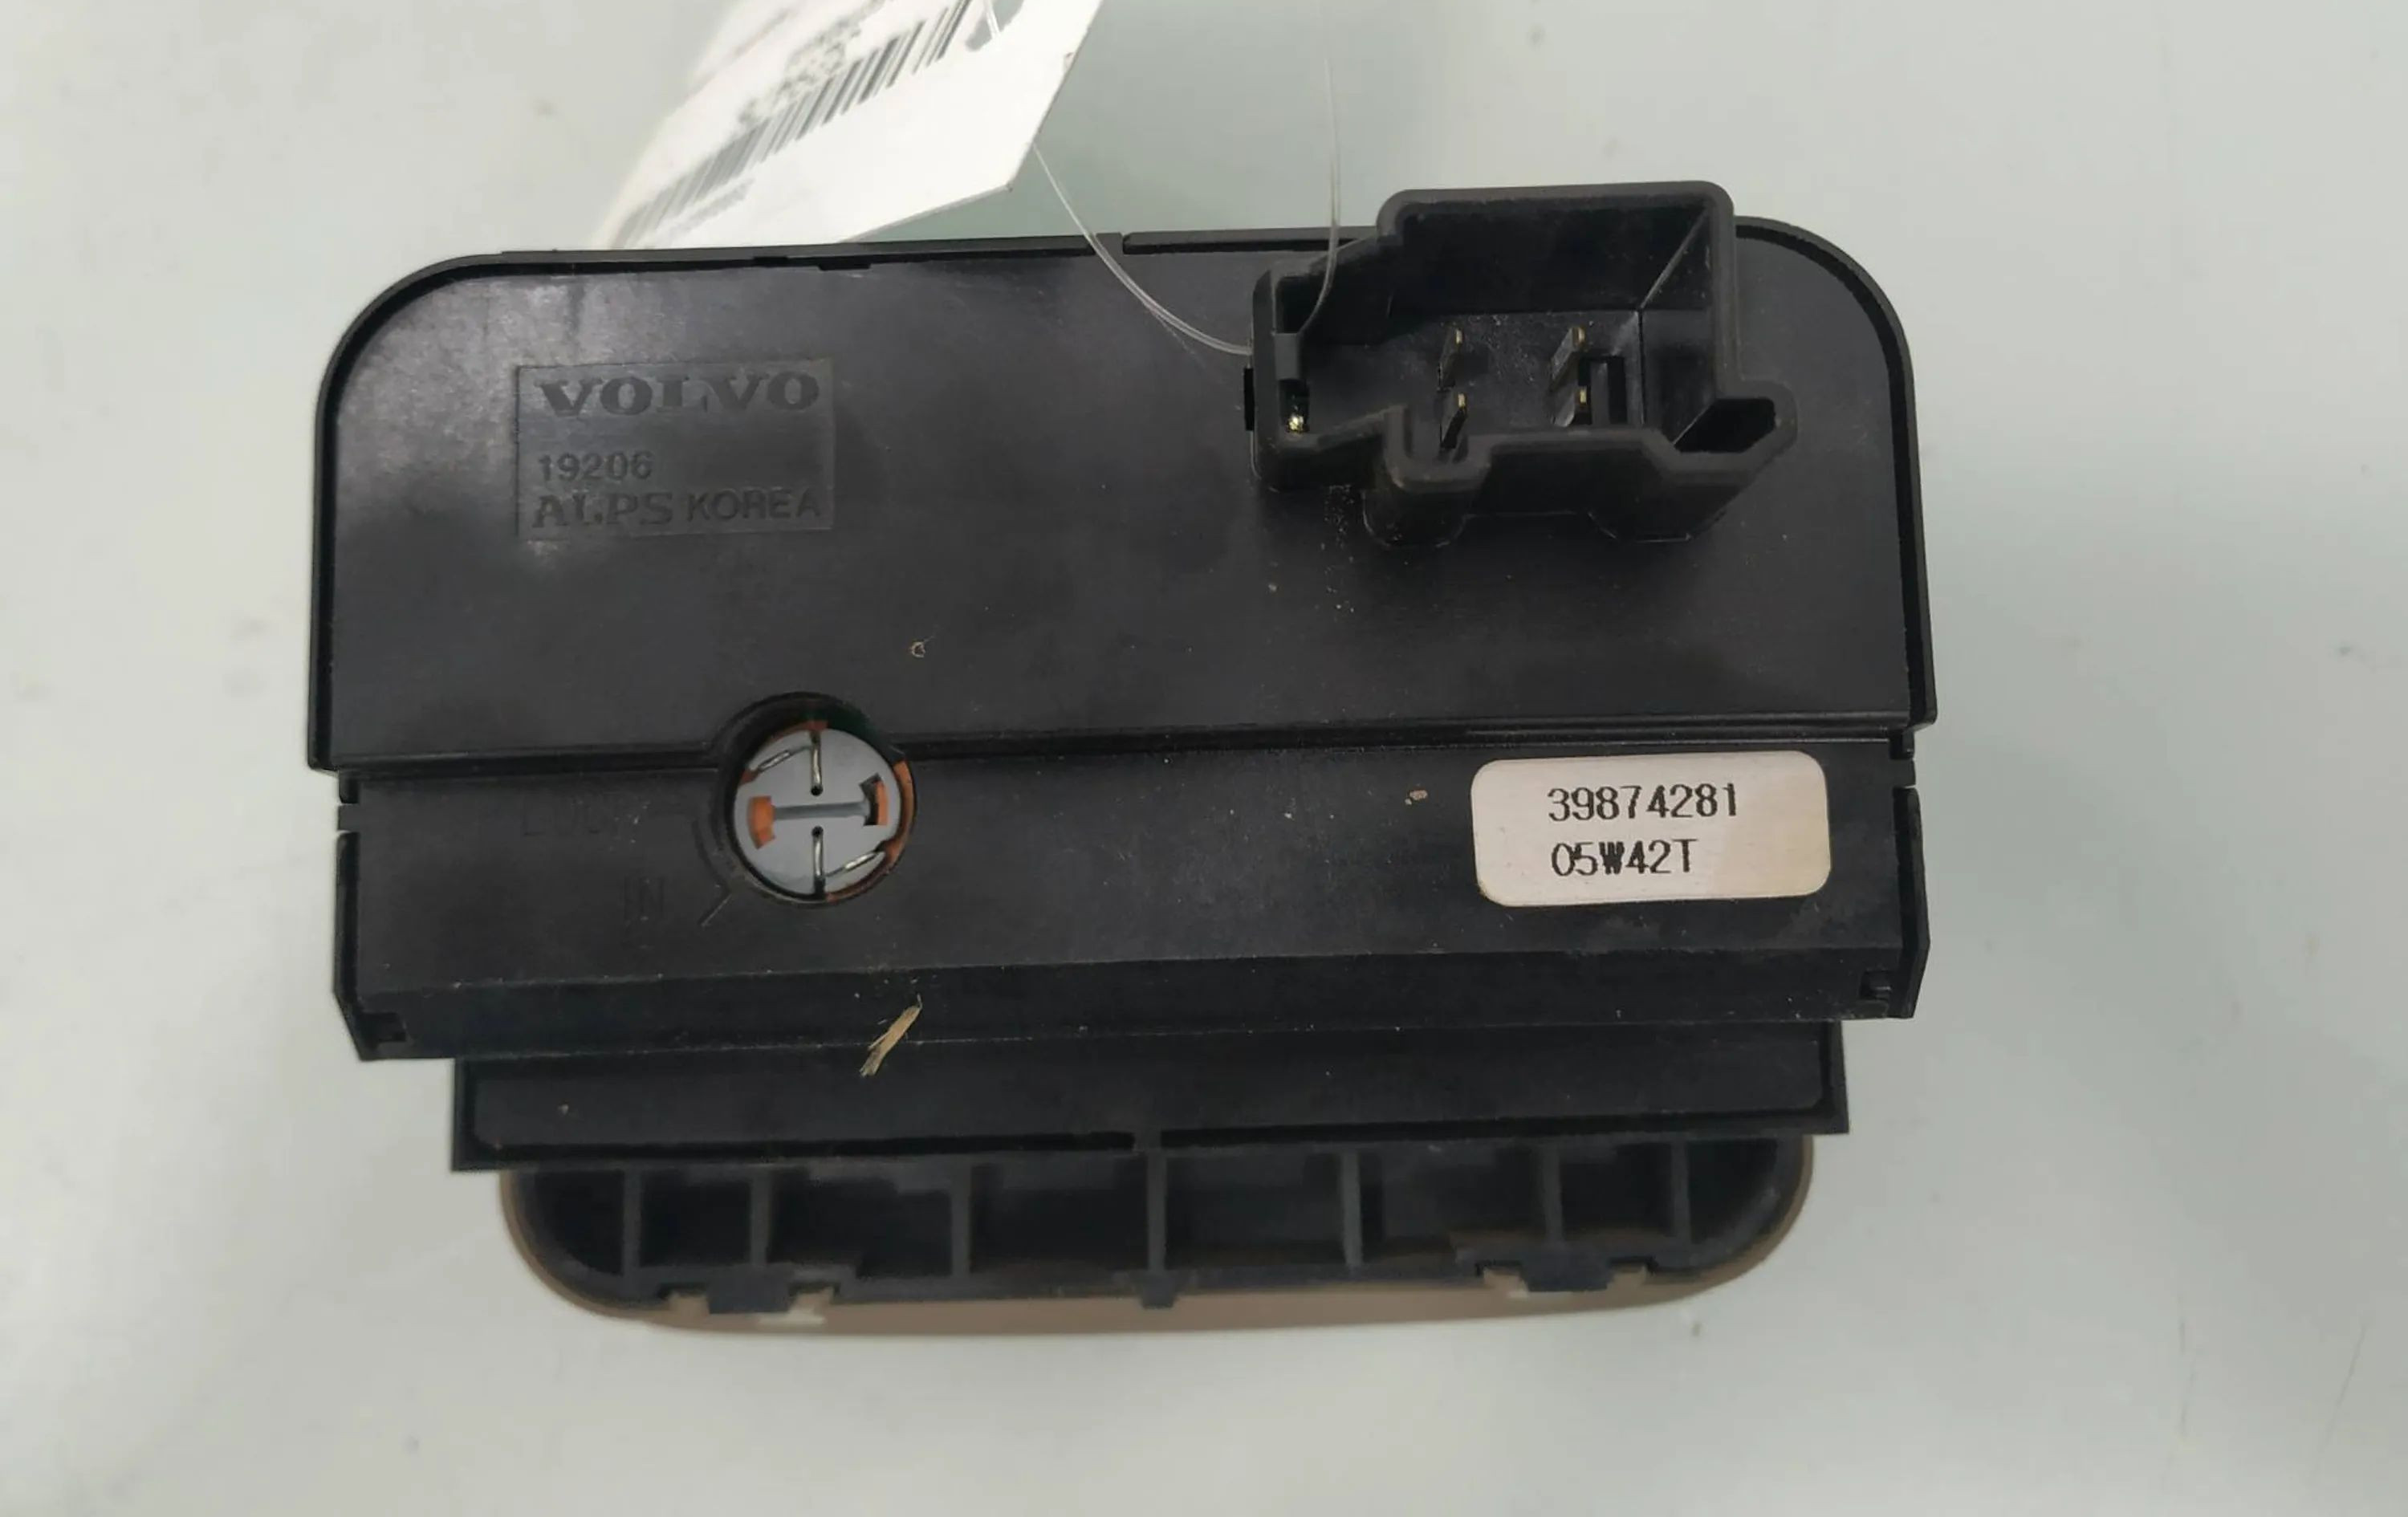 VOLVO
19206
ALPS KOREA
IN
39874281
05W42T